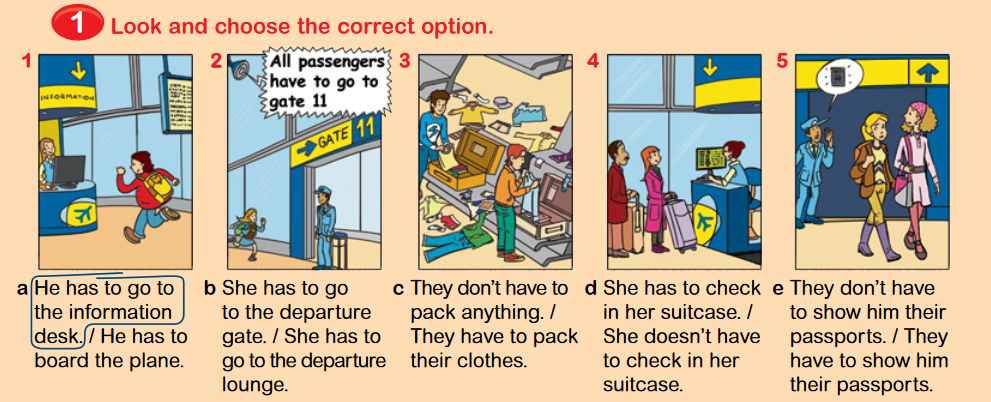 1 Look and choose the correct option.
1 2 3 4 5
INFORMATION
All passengers
have to go to
gate 11
GATE 11
a He has to go to
the information
desk. / He has to
board the plane.
b She has to go
to the departure
gate. / She has to
go to the departure
lounge.
c They don't have to
pack anything. /
They have to pack
their clothes.
d She has to check
in her suitcase. /
She doesn't have
to check in her
suitcase.
e They don't have
to show him their
passports. / They
have to show him
their passports.